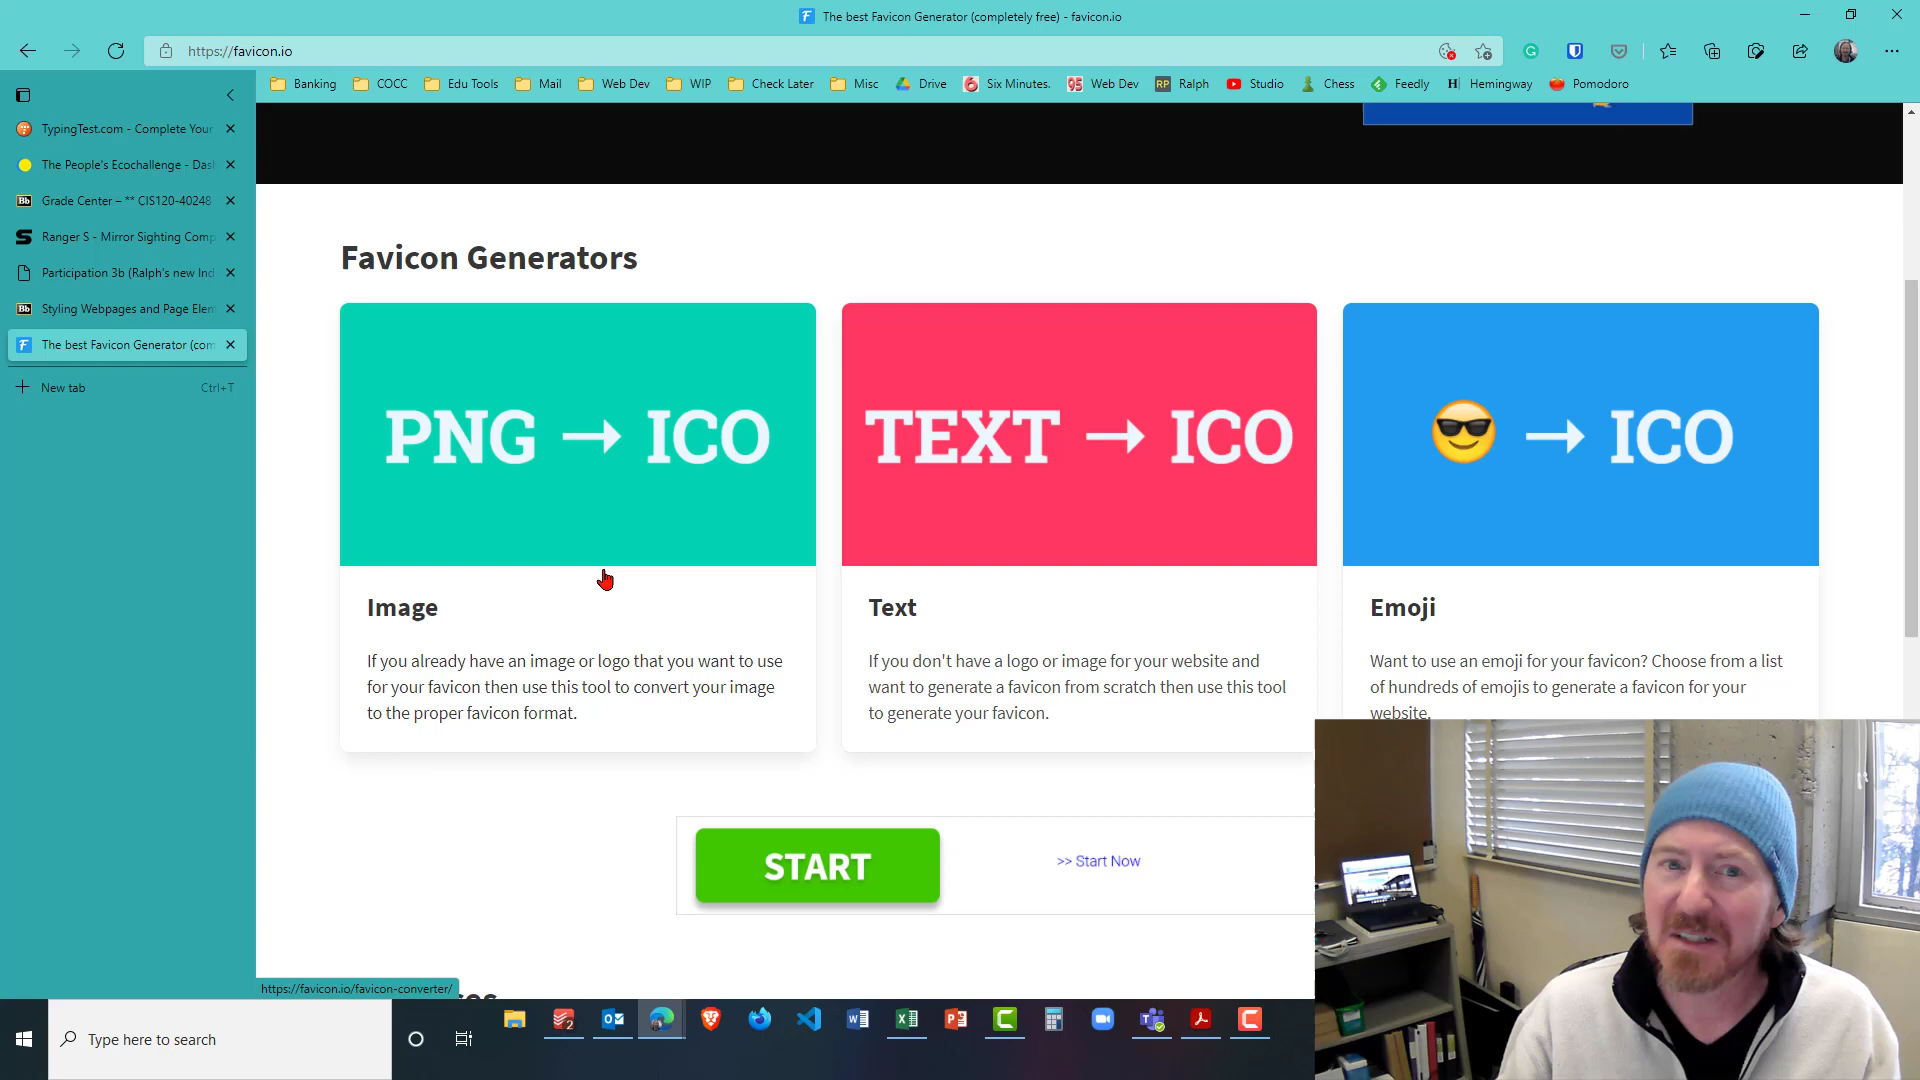 The best Favicon Generator (completely free) - favicon.io
https://favicon.io
Banking COCC Edu Tools Mail Web Dev WIP Check Later Misc Drive Six Minutes. Web Dev Ralph Studio Chess Feedly Hemingway Pomodoro
TypingTest.com - Complete Your
The People's Ecochallenge - Das
Grade Center – ** CIS120-40248
Ranger S - Mirror Sighting Comp
Participation 3b (Ralph's new Ind
Styling Webpages and Page Elem
The best Favicon Generator (com
New tab Ctrl+T
Favicon Generators
PNG → ICO
TEXT → ICO
😎 → ICO
Image
If you already have an image or logo that you want to use
for your favicon then use this tool to convert your image
to the proper favicon format.
Text
If you don't have a logo or image for your website and
want to generate a favicon from scratch then use this tool
to generate your favicon.
Emoji
Want to use an emoji for your favicon? Choose from a list
of hundreds of emojis to generate a favicon for your
website.
START
>> Start Now
https://favicon.io/favicon-converter/
Type here to search